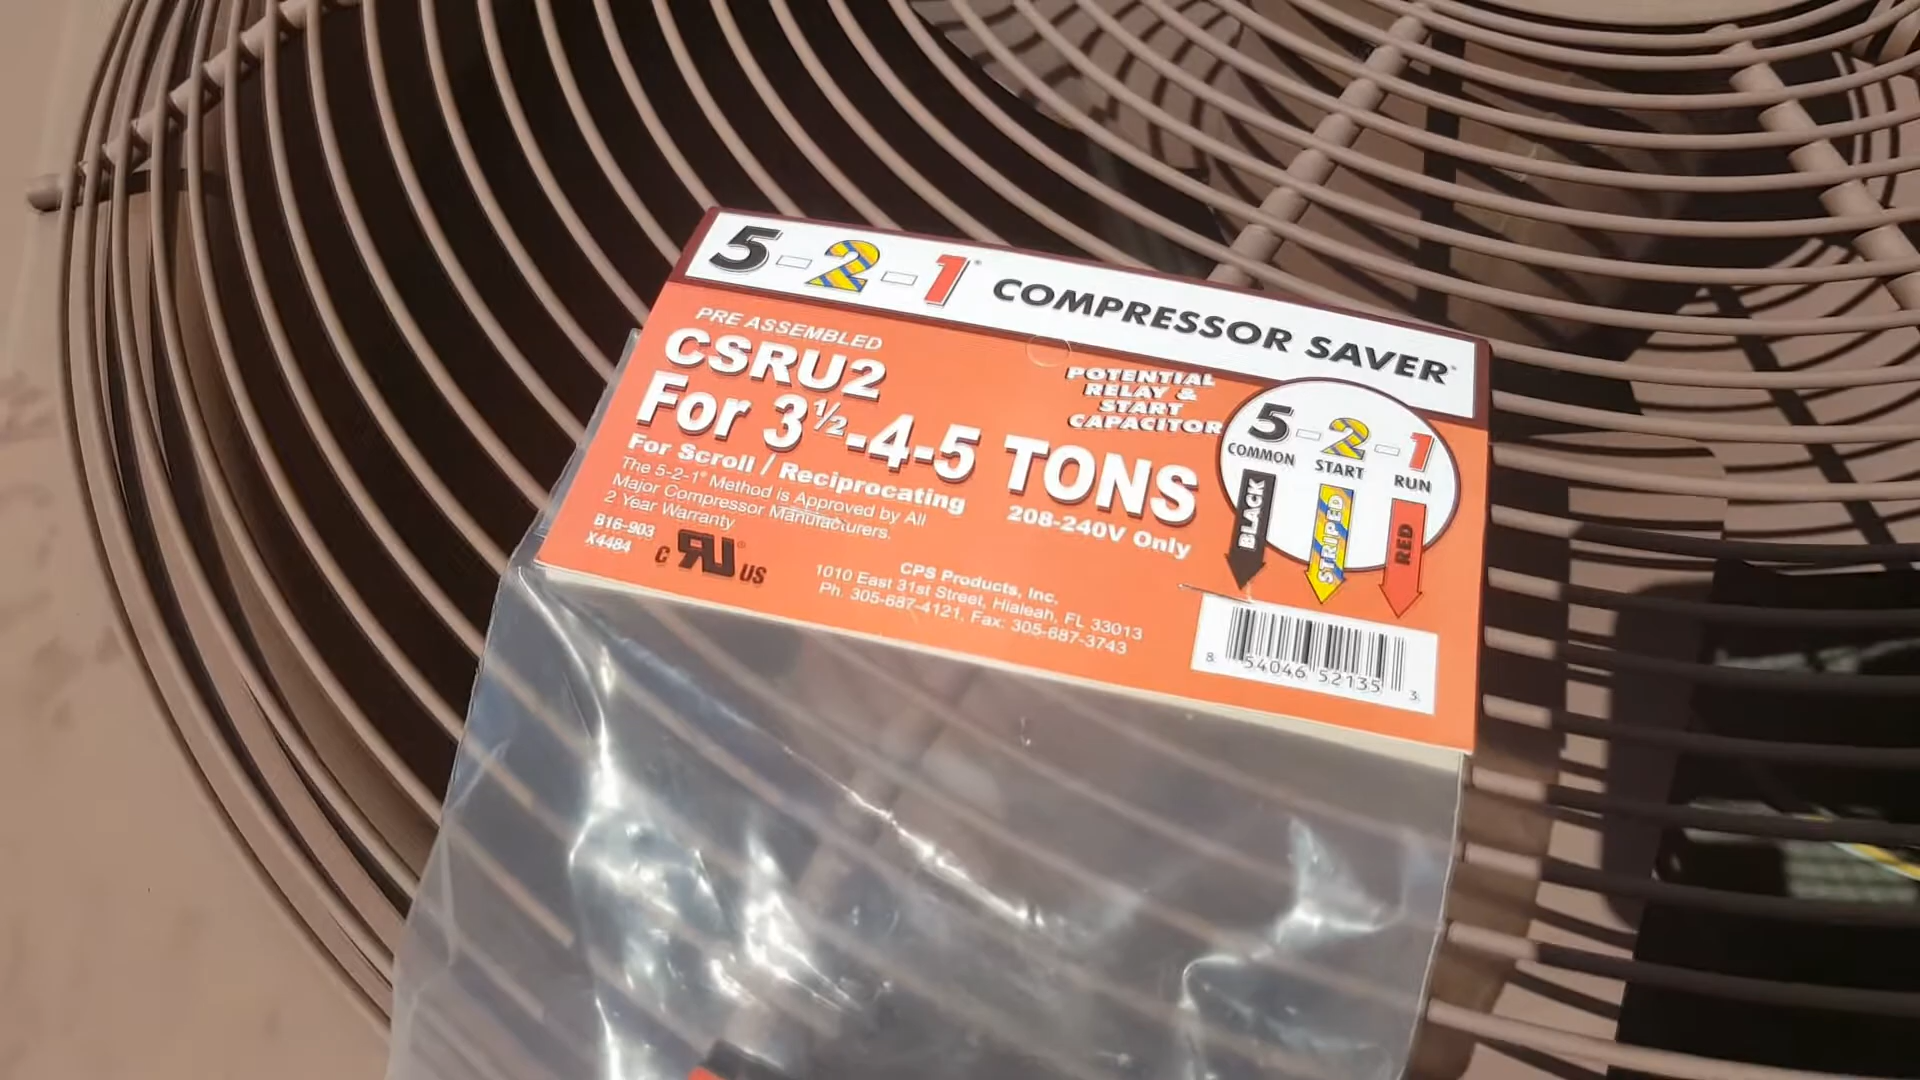 5-2-1® COMPRESSOR SAVER®
PRE ASSEMBLED
CSRU2
For 3½-4-5 TONS
For Scroll / Reciprocating
208-240V Only
The 5-2-1® Method is Approved by All
Major Compressor Manufacturers.
2 Year Warranty
B16-903
X4484
C RU® US
POTENTIAL
RELAY &
START
CAPACITOR
5-2-1
COMMON START RUN
BLACK STRIPED RED
CPS Products, Inc.
1010 East 31st Street, Hialeah, FL 33013
Ph. 305-687-4121, Fax: 305-687-3743
8 54046 52135 3